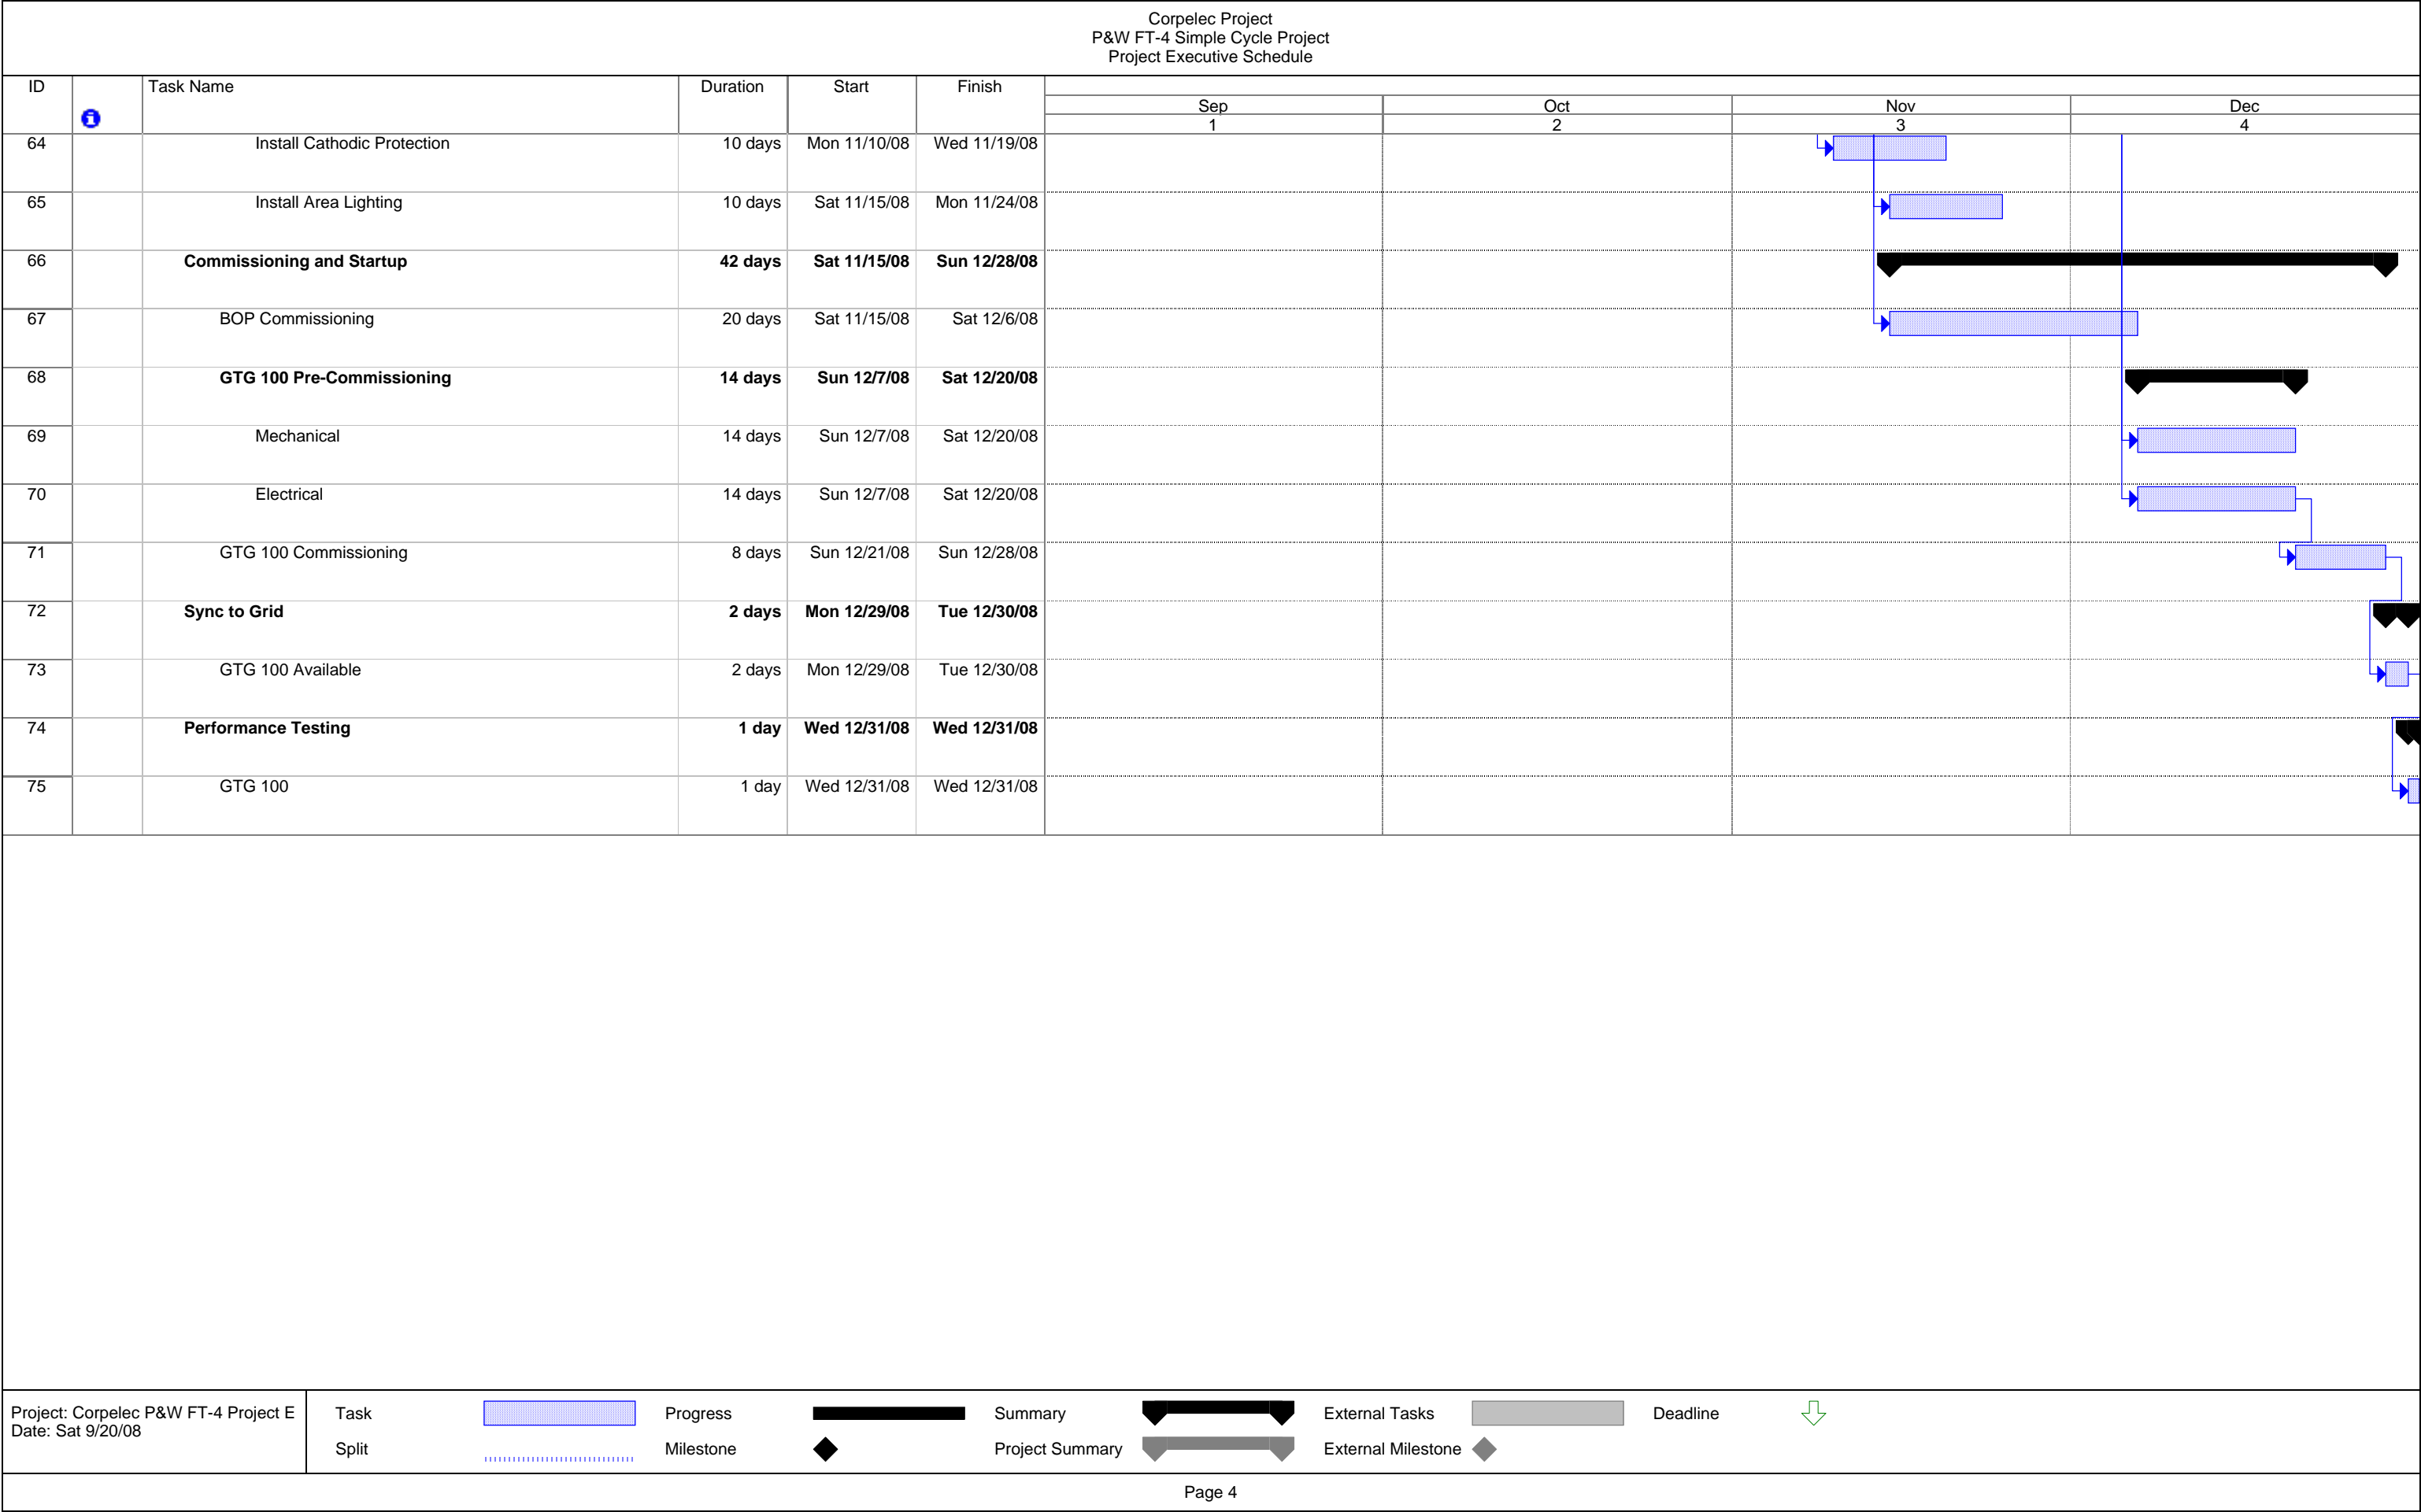 Corpelec Project
P&W FT-4 Simple Cycle Project
Project Executive Schedule
ID Task Name Duration Start Finish
Sep Oct Nov Dec
1 2 3 4
64 Install Cathodic Protection 10 days Mon 11/10/08 Wed 11/19/08
65 Install Area Lighting 10 days Sat 11/15/08 Mon 11/24/08
66 Commissioning and Startup 42 days Sat 11/15/08 Sun 12/28/08
67 BOP Commissioning 20 days Sat 11/15/08 Sat 12/6/08
68 GTG 100 Pre-Commissioning 14 days Sun 12/7/08 Sat 12/20/08
69 Mechanical 14 days Sun 12/7/08 Sat 12/20/08
70 Electrical 14 days Sun 12/7/08 Sat 12/20/08
71 GTG 100 Commissioning 8 days Sun 12/21/08 Sun 12/28/08
72 Sync to Grid 2 days Mon 12/29/08 Tue 12/30/08
73 GTG 100 Available 2 days Mon 12/29/08 Tue 12/30/08
74 Performance Testing 1 day Wed 12/31/08 Wed 12/31/08
75 GTG 100 1 day Wed 12/31/08 Wed 12/31/08
Project: Corpelec P&W FT-4 Project E
Date: Sat 9/20/08
Task Progress Summary External Tasks Deadline
Split Milestone Project Summary External Milestone
Page 4